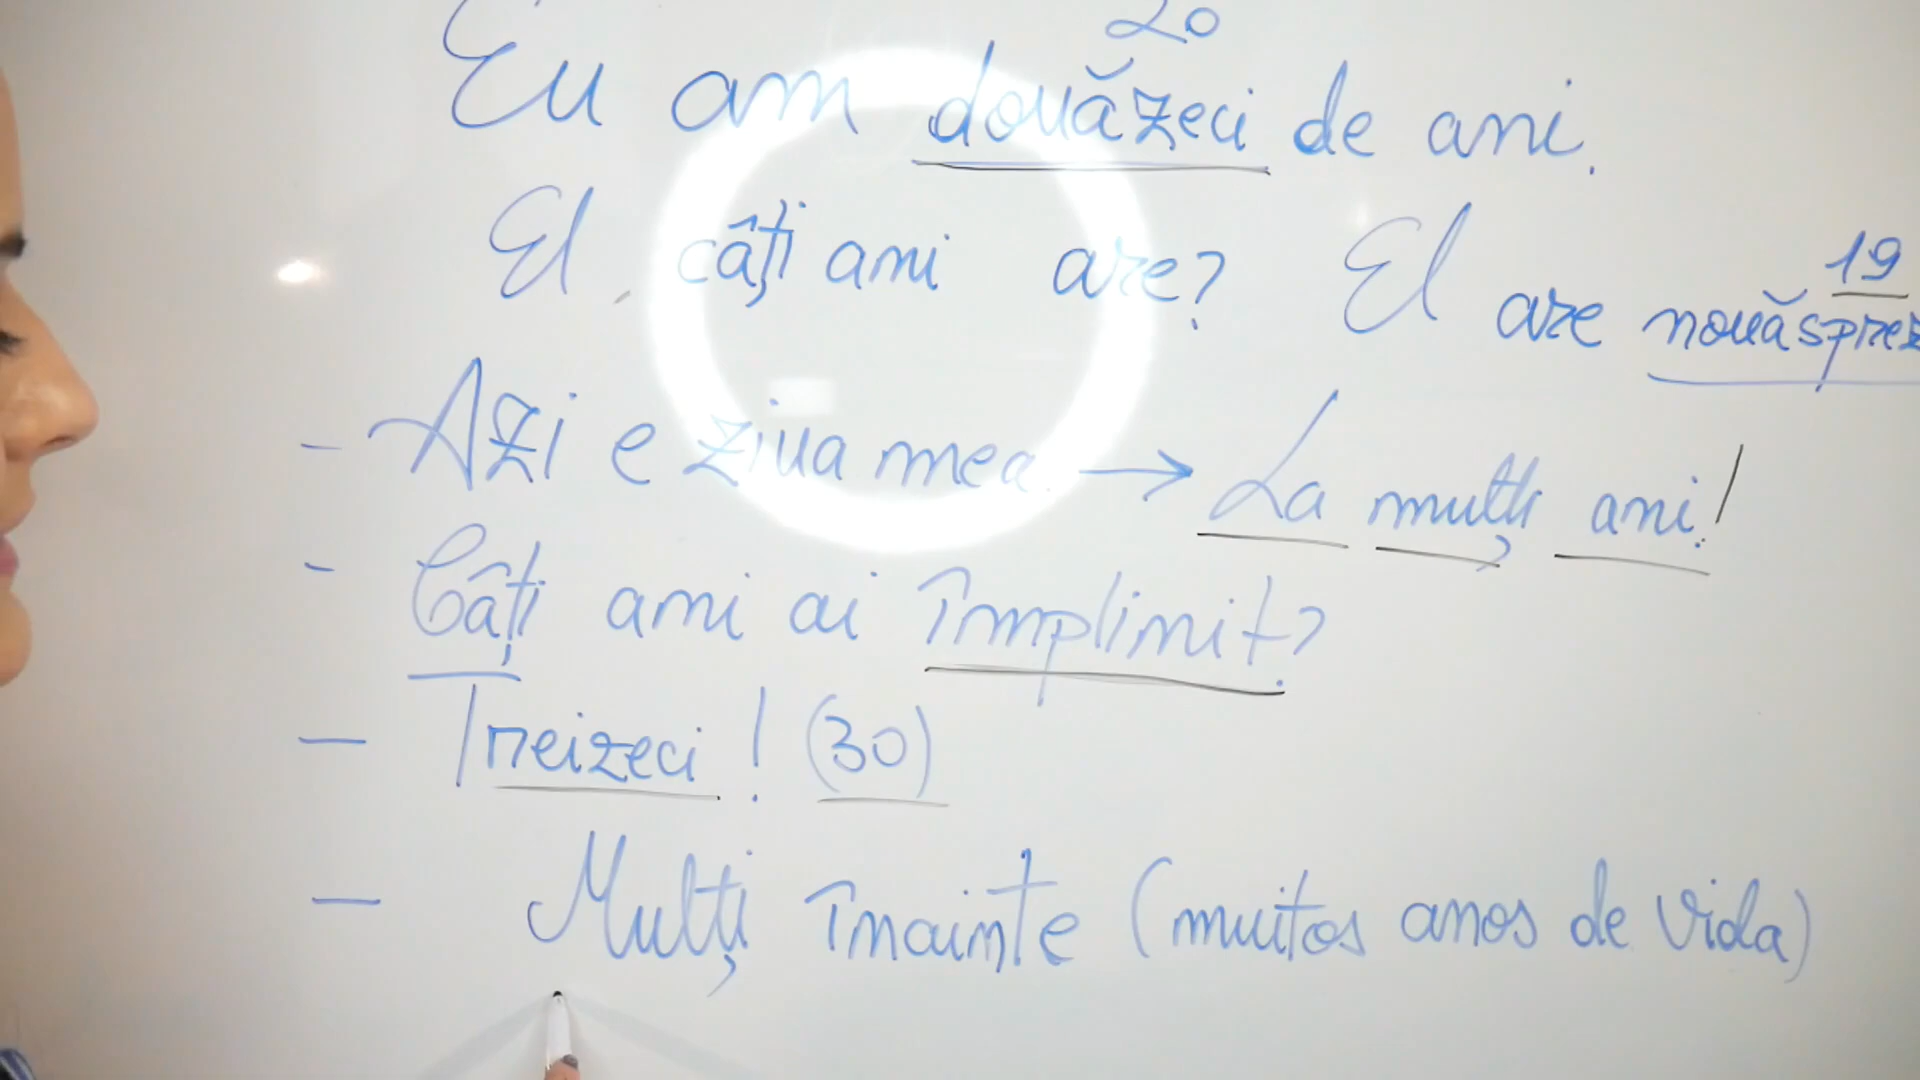 20
Eu am douăzeci de ani.
El câți ani are? El are nouăsprez
19
- Azi e ziua mea. → La mulți ani!
- Câți ani ai împlinit?
- Treizeci! (30)
- Mulți înainte (muitos anos de vida)